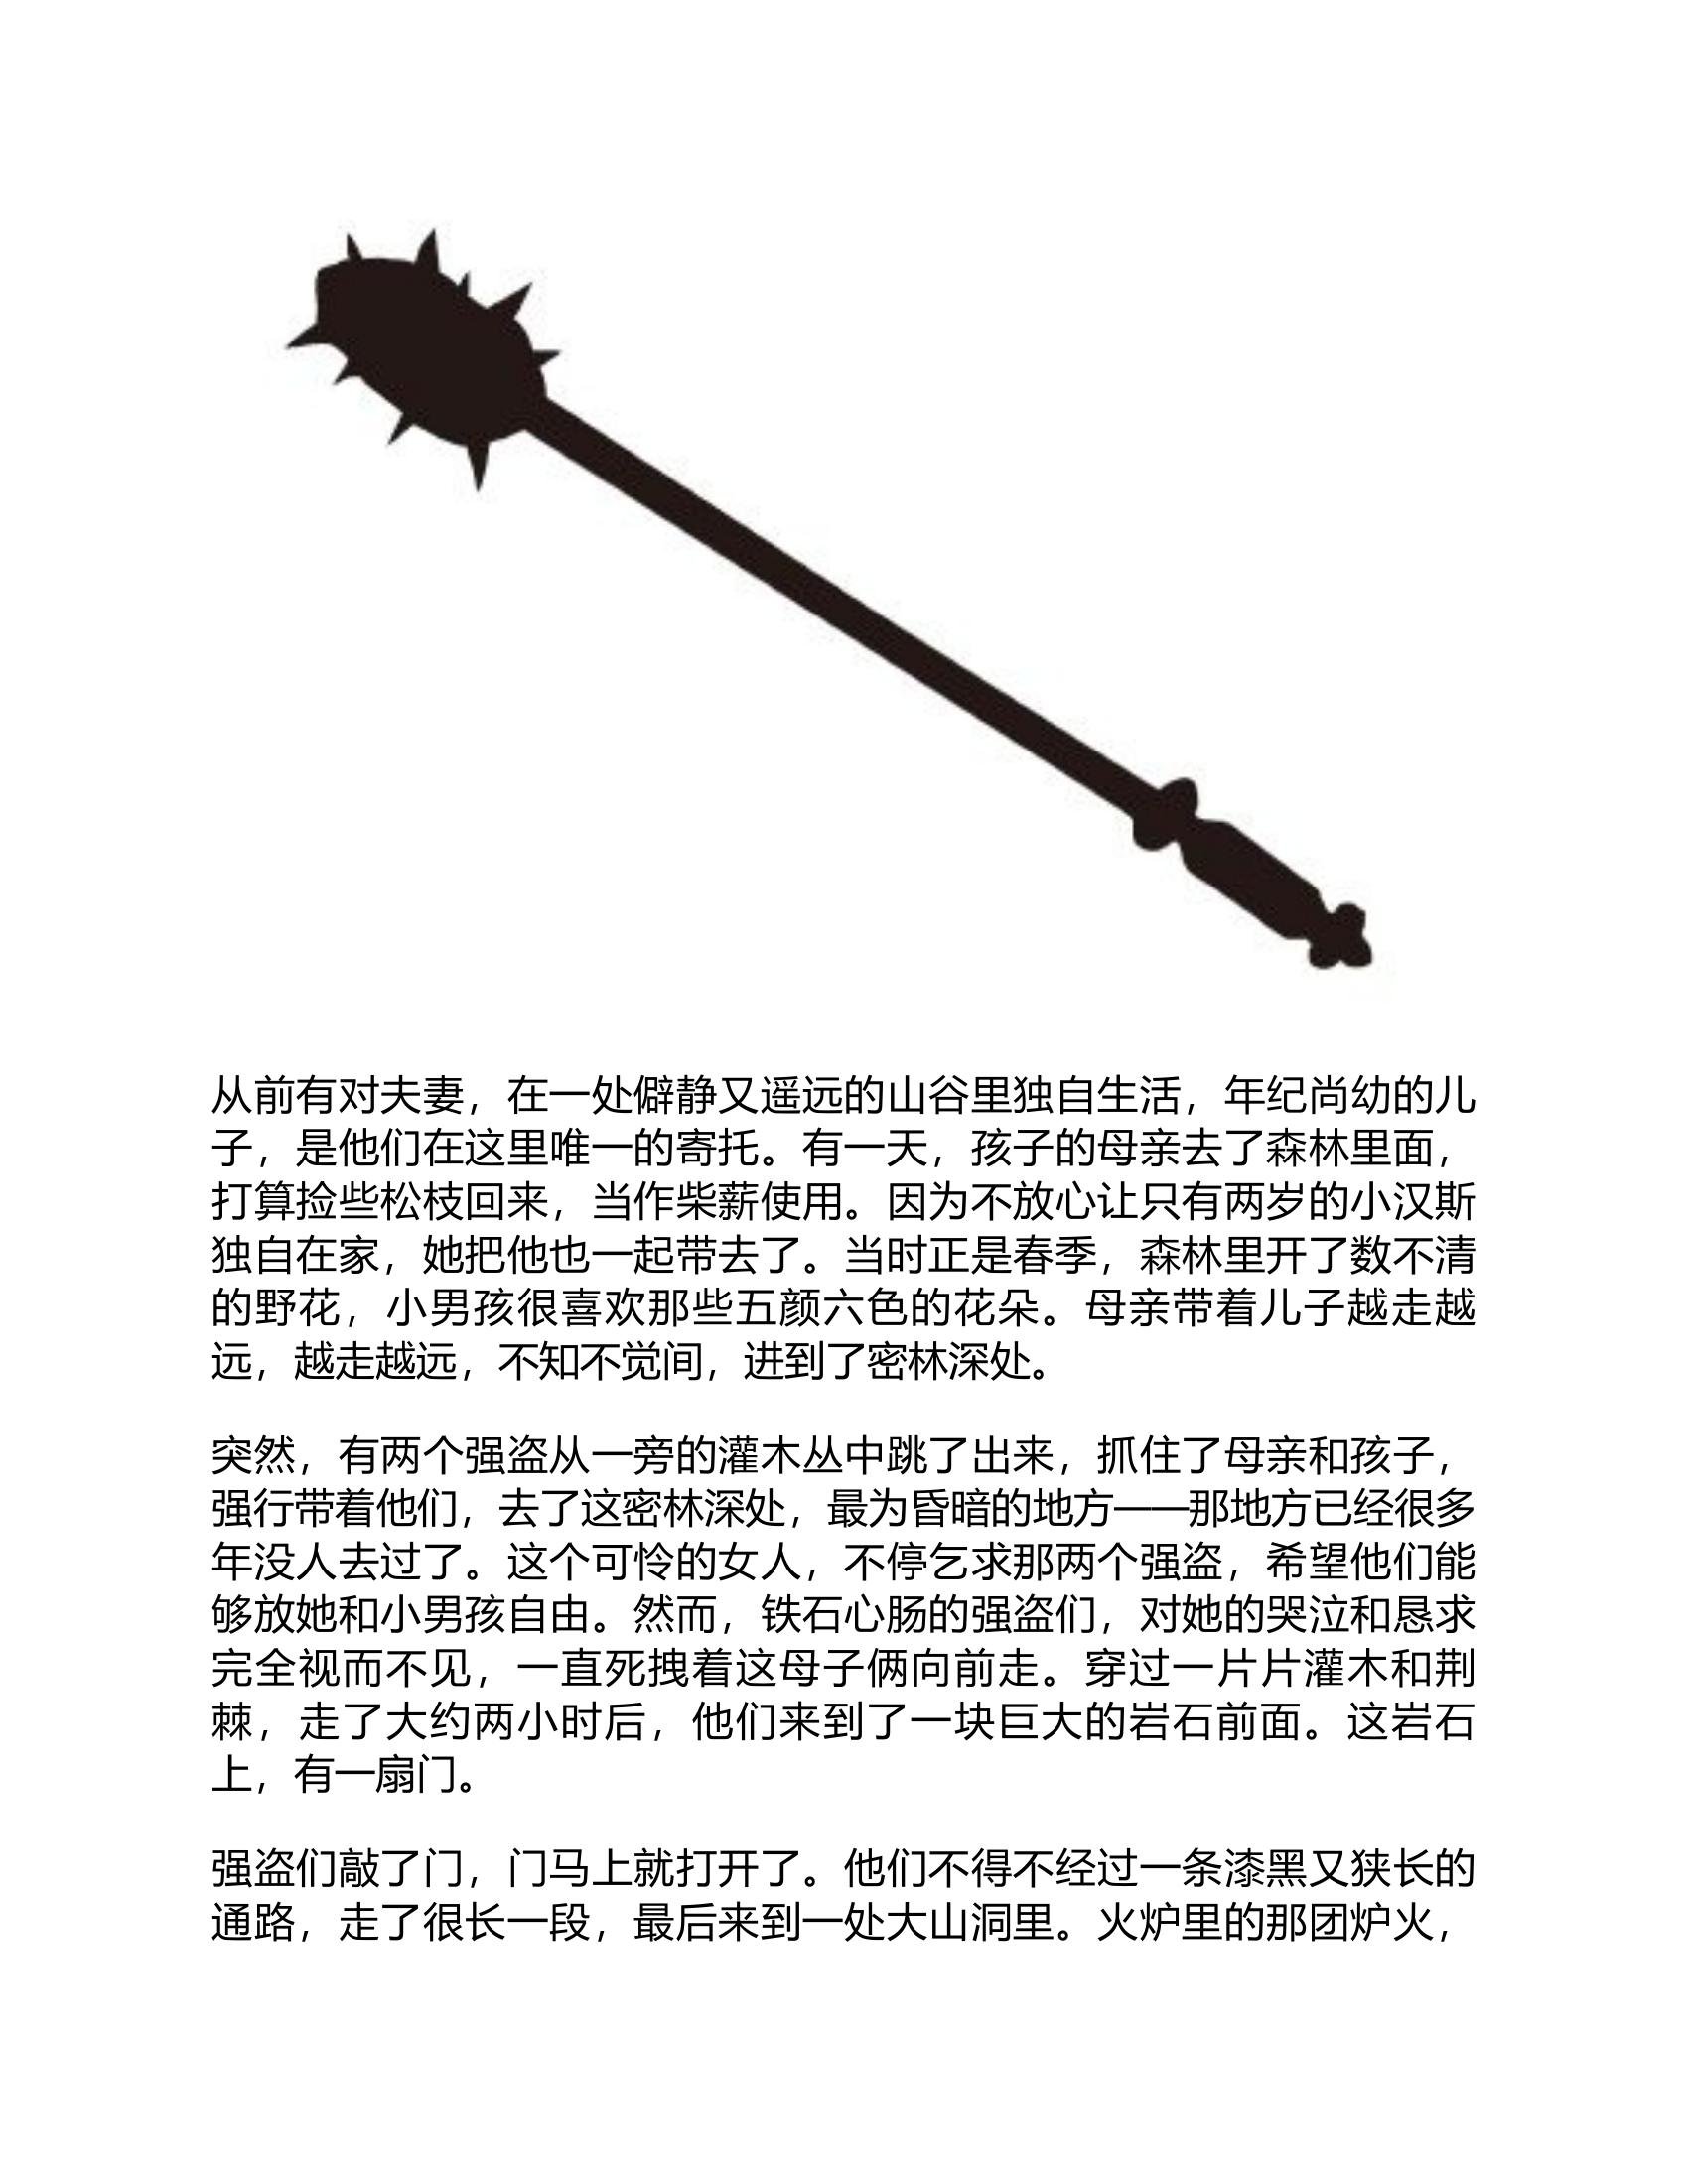 从前有对夫妻，在一处僻静又遥远的山谷里独自生活，年纪尚幼的儿
子，是他们在这里唯一的寄托。有一天，孩子的母亲去了森林里面，
打算捡些松枝回来，当作柴薪使用。因为不放心让只有两岁的小汉斯
独自在家，她把他也一起带去了。当时正是春季，森林里开了数不清
的野花，小男孩很喜欢那些五颜六色的花朵。母亲带着儿子越走越
远，越走越远，不知不觉间，进到了密林深处。
突然，有两个强盗从一旁的灌木丛中跳了出来，抓住了母亲和孩子，
强行带着他们，去了这密林深处，最为昏暗的地方——那地方已经很多
年没人去过了。这个可怜的女人，不停乞求那两个强盗，希望他们能
够放她和小男孩自由。然而，铁石心肠的强盗们，对她的哭泣和恳求
完全视而不见，一直死拽着这母子俩向前走。穿过一片片灌木和荆
棘，走了大约两小时后，他们来到了一块巨大的岩石前面。这岩石
上，有一扇门。
强盗们敲了门，门马上就打开了。他们不得不经过一条漆黑又狭长的
通路，走了很长一段，最后来到一处大山洞里。火炉里的那团炉火，